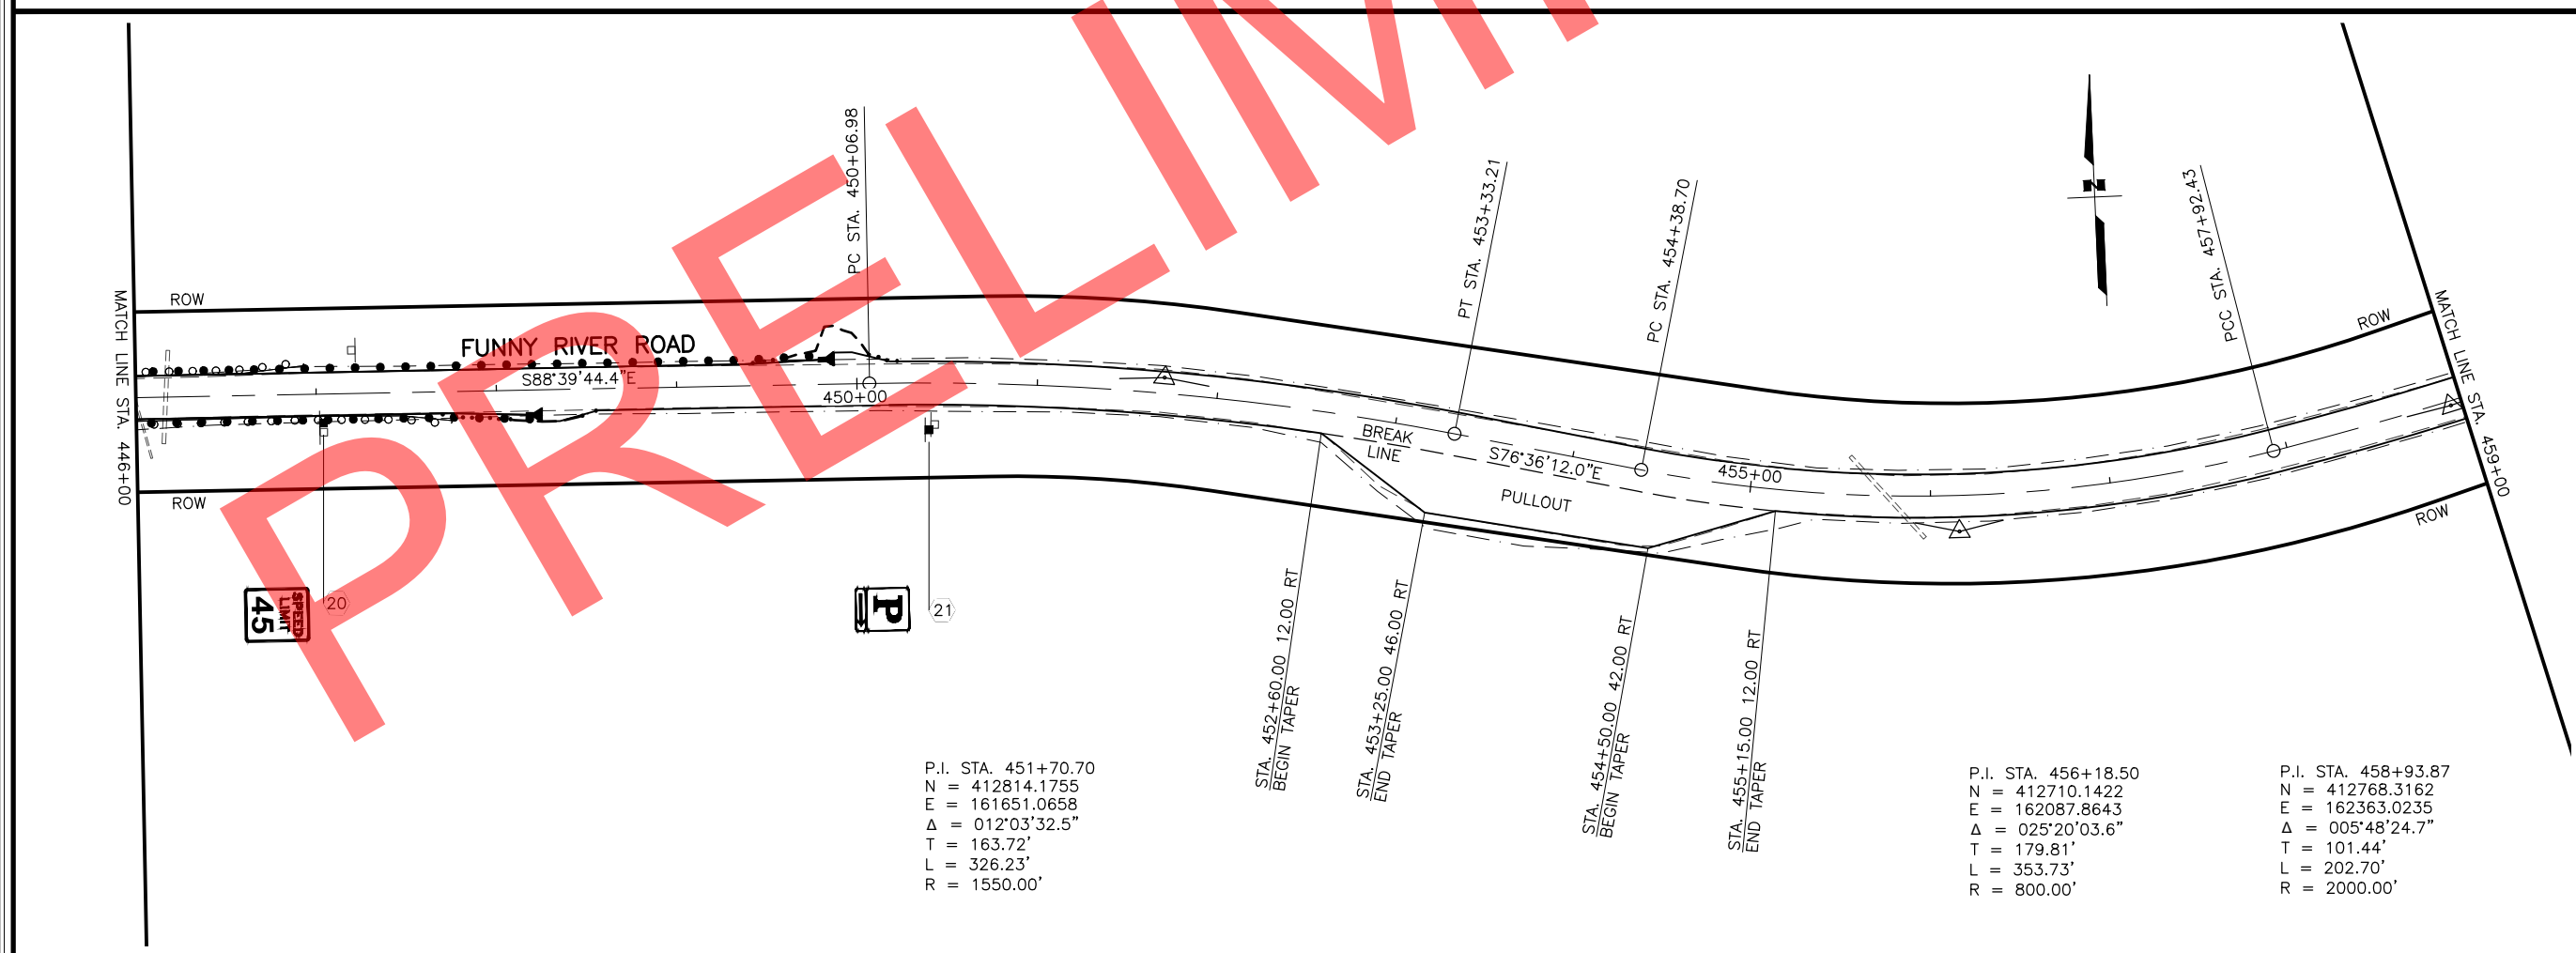 PRELIM
MATCH LINE STA. 446+00
ROW
FUNNY RIVER ROAD
S88°39'44.4"E
ROW
PC STA. 450+06.98
450+00
SPEED
LIMIT
45
20
P
21
PT STA. 453+33.21
PC STA. 454+38.70
BREAK
LINE
S76°36'12.0"E
PULLOUT
455+00
N
PCC STA. 457+92.43
ROW
MATCH LINE STA. 459+00
ROW
STA. 452+60.00 12.00 RT
BEGIN TAPER
STA. 453+25.00 46.00 RT
END TAPER
STA. 454+50.00 42.00 RT
BEGIN TAPER
STA. 455+15.00 12.00 RT
END TAPER
P.I. STA. 451+70.70
N = 412814.1755
E = 161651.0658
Δ = 012°03'32.5"
T = 163.72'
L = 326.23'
R = 1550.00'
P.I. STA. 456+18.50
N = 412710.1422
E = 162087.8643
Δ = 025°20'03.6"
T = 179.81'
L = 353.73'
R = 800.00'
P.I. STA. 458+93.87
N = 412768.3162
E = 162363.0235
Δ = 005°48'24.7"
T = 101.44'
L = 202.70'
R = 2000.00'